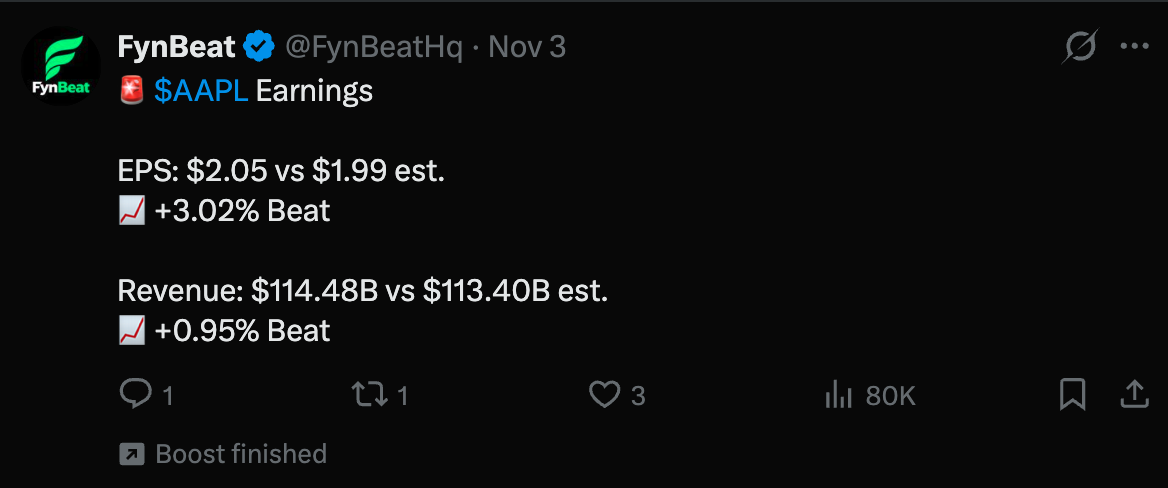 FynBeat @FynBeatHq · Nov 3
FynBeat
🚨 $AAPL Earnings
EPS: $2.05 vs $1.99 est.
📈 +3.02% Beat
Revenue: $114.48B vs $113.40B est.
📈 +0.95% Beat
1 1 3 80K
Boost finished